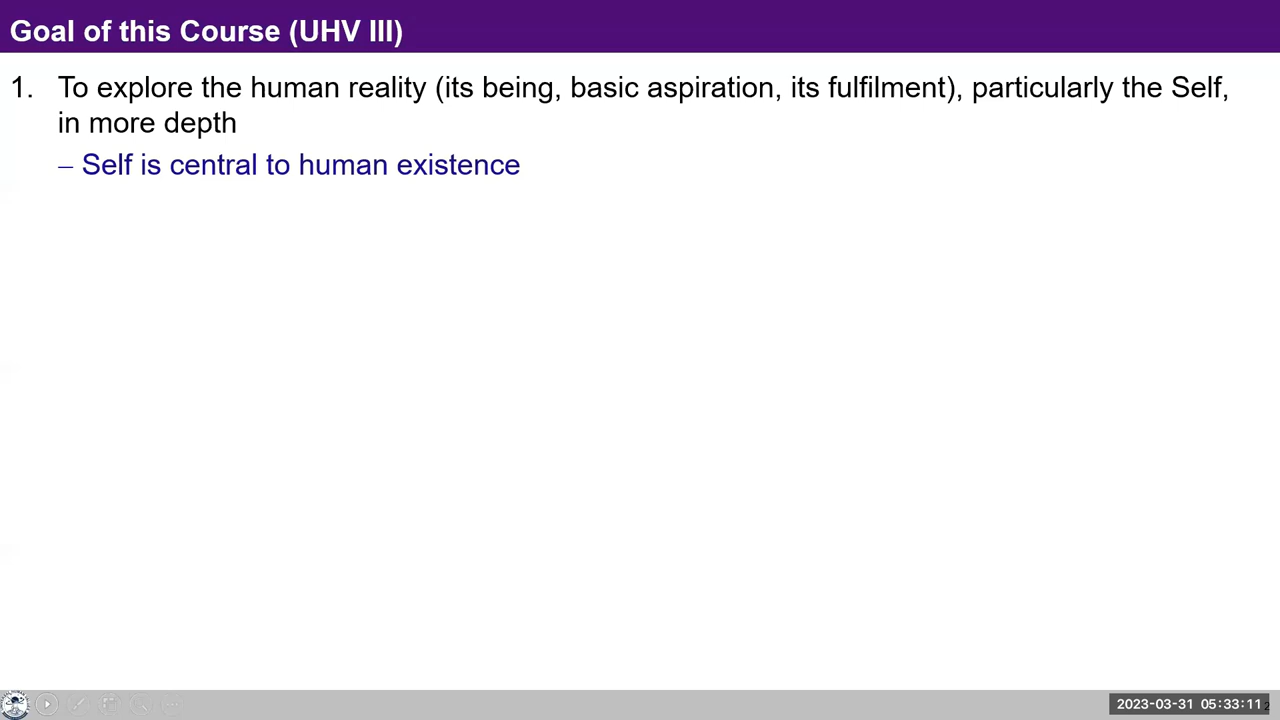 Goal of this Course (UHV III)
1. To explore the human reality (its being, basic aspiration, its fulfilment), particularly the Self,
in more depth
– Self is central to human existence
2023-03-31 05:33:11
2